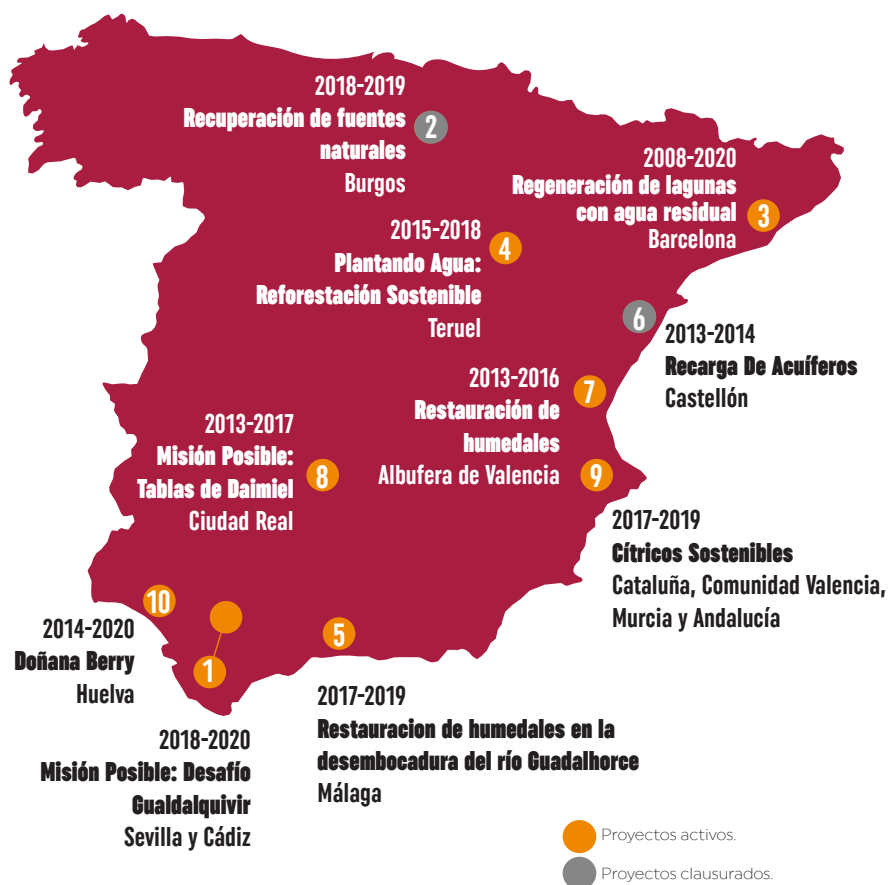 2018-2019
Recuperación de fuentes
naturales
Burgos
2
2008-2020
Regeneración de lagunas
con agua residual
Barcelona
3
2015-2018
Plantando Agua:
Reforestación Sostenible
Teruel
4
6
2013-2014
Recarga De Acuíferos
Castellón
2013-2016
Restauración de
humedales
Albufera de Valencia
7
2013-2017
Misión Posible:
Tablas de Daimiel
Ciudad Real
8
9
2017-2019
Cítricos Sostenibles
Cataluña, Comunidad Valencia,
Murcia y Andalucía
10
2014-2020
Doñana Berry
Huelva
1
2018-2020
Misión Posible: Desafío
Gualdalquivir
Sevilla y Cádiz
5
2017-2019
Restauracion de humedales en la
desembocadura del río Guadalhorce
Málaga
Proyectos activos.
Proyectos clausurados.